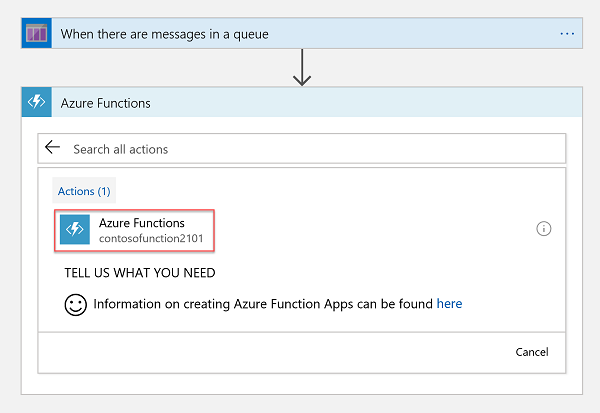 When there are messages in a queue
Azure Functions
Search all actions
Actions (1)
Azure Functions
contosofunction2101
TELL US WHAT YOU NEED
Information on creating Azure Function Apps can be found here
Cancel